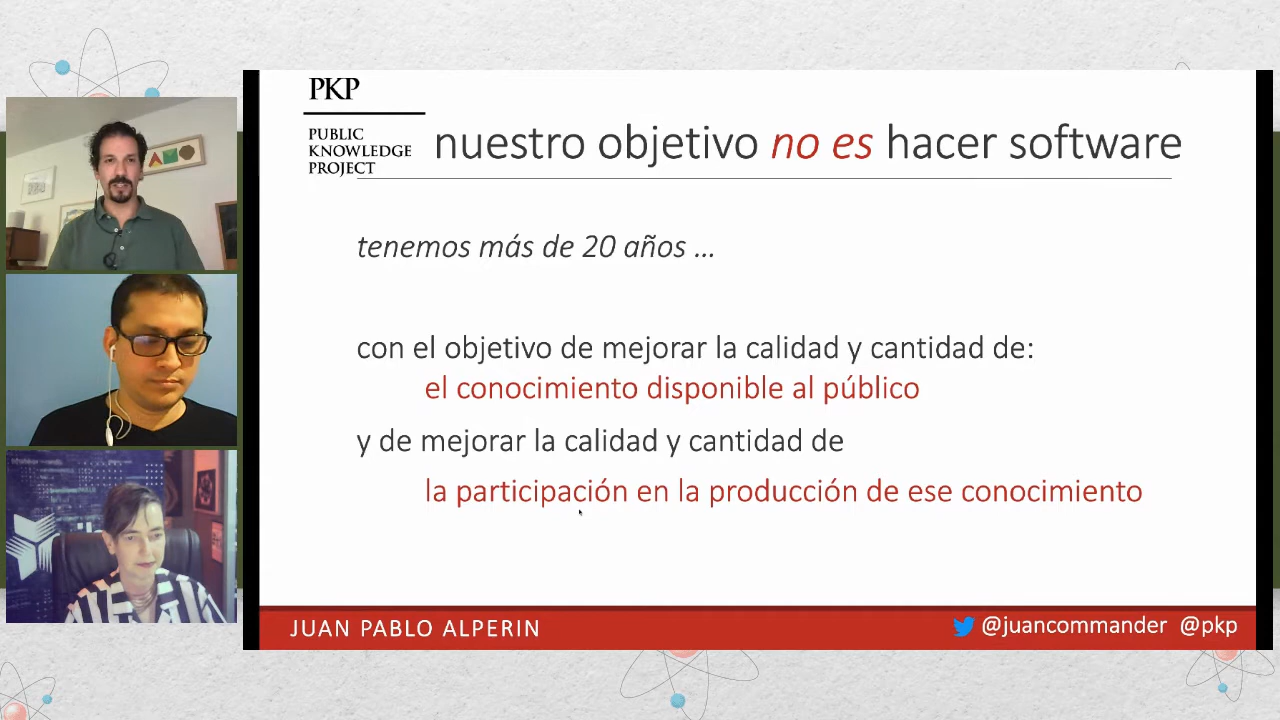 PKP
PUBLIC
KNOWLEDGE
PROJECT
nuestro objetivo no es hacer software
tenemos más de 20 años ...
con el objetivo de mejorar la calidad y cantidad de:
el conocimiento disponible al público
y de mejorar la calidad y cantidad de
la participación en la producción de ese conocimiento
JUAN PABLO ALPERIN
@juancommander @pkp